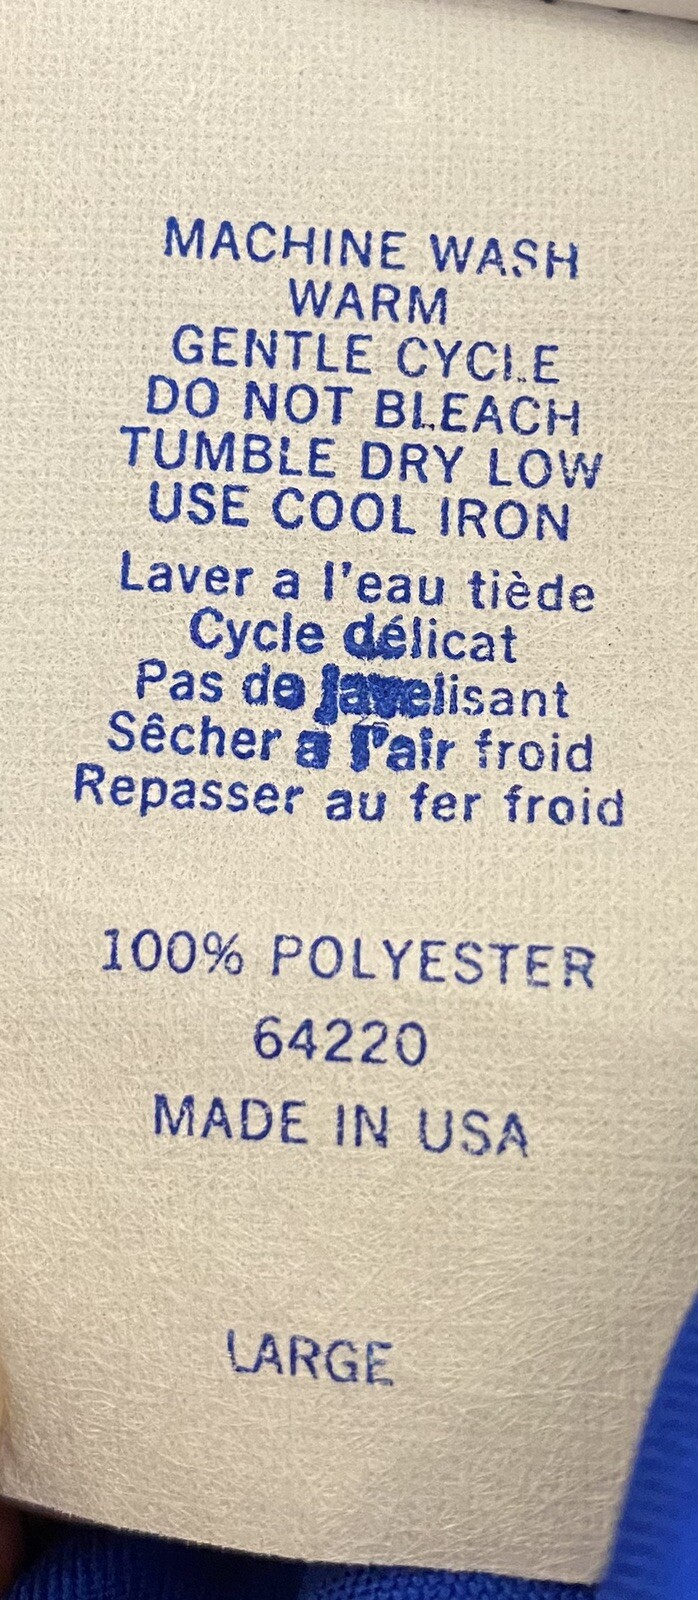 MACHINE WASH
WARM
GENTLE CYCLE
DO NOT BLEACH
TUMBLE DRY LOW
USE COOL IRON
Laver a l'eau tiède
Cycle délicat
Pas de javelisant
Sêcher a l'air froid
Repasser au fer froid
100% POLYESTER
64220
MADE IN USA
LARGE